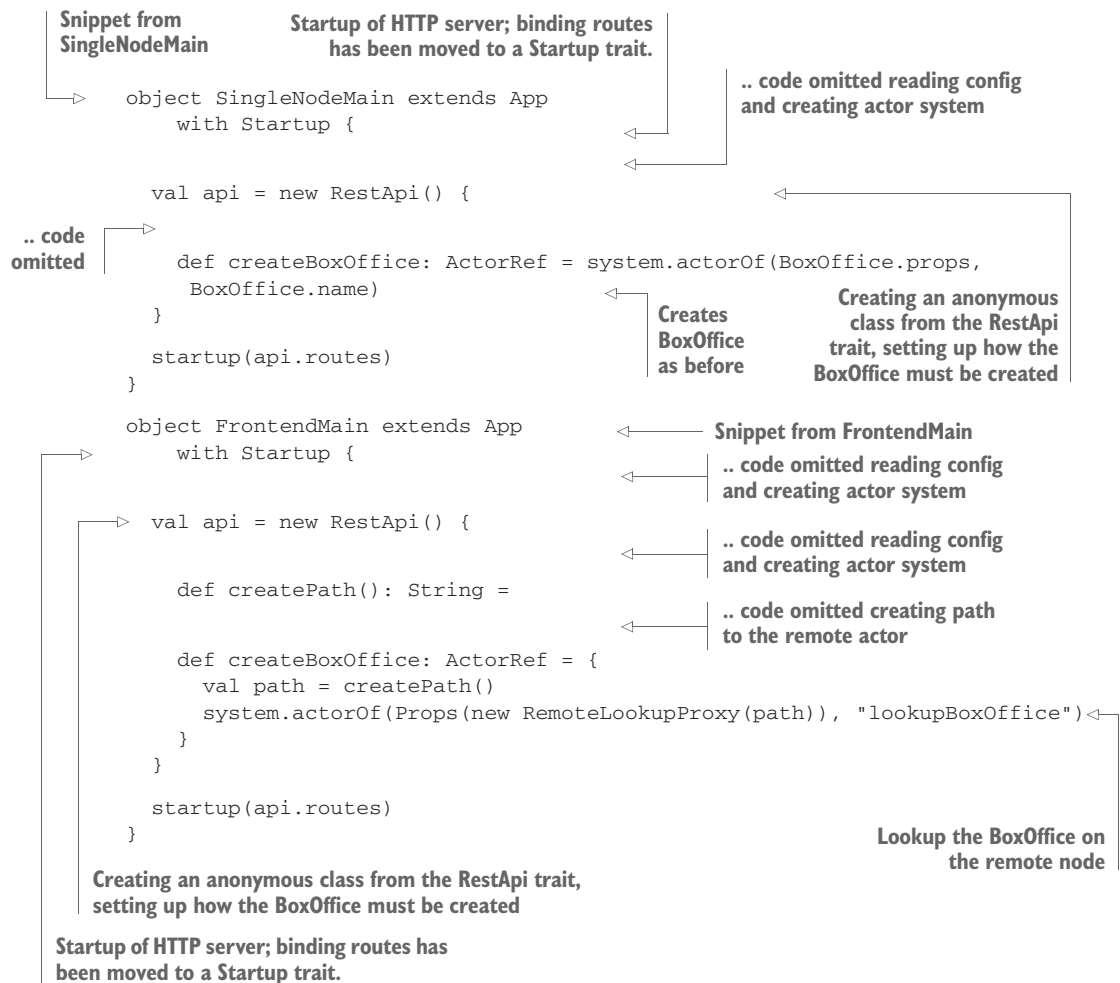 Snippet from
SingleNodeMain
Startup of HTTP server; binding routes
has been moved to a Startup trait.
.. code omitted reading config
and creating actor system
object SingleNodeMain extends App
with Startup {
val api = new RestApi() {
.. code
omitted
def createBoxOffice: ActorRef = system.actorOf(BoxOffice.props,
BoxOffice.name)
}
Creates
BoxOffice
as before
Creating an anonymous
class from the RestApi
trait, setting up how the
BoxOffice must be created
startup(api.routes)
}
object FrontendMain extends App
Snippet from FrontendMain
with Startup {
.. code omitted reading config
and creating actor system
val api = new RestApi() {
.. code omitted reading config
and creating actor system
def createPath(): String =
.. code omitted creating path
to the remote actor
def createBoxOffice: ActorRef = {
val path = createPath()
system.actorOf(Props(new RemoteLookupProxy(path)), "lookupBoxOffice")
}
}
startup(api.routes)
}
Lookup the BoxOffice on
the remote node
Creating an anonymous class from the RestApi trait,
setting up how the BoxOffice must be created
Startup of HTTP server; binding routes has
been moved to a Startup trait.